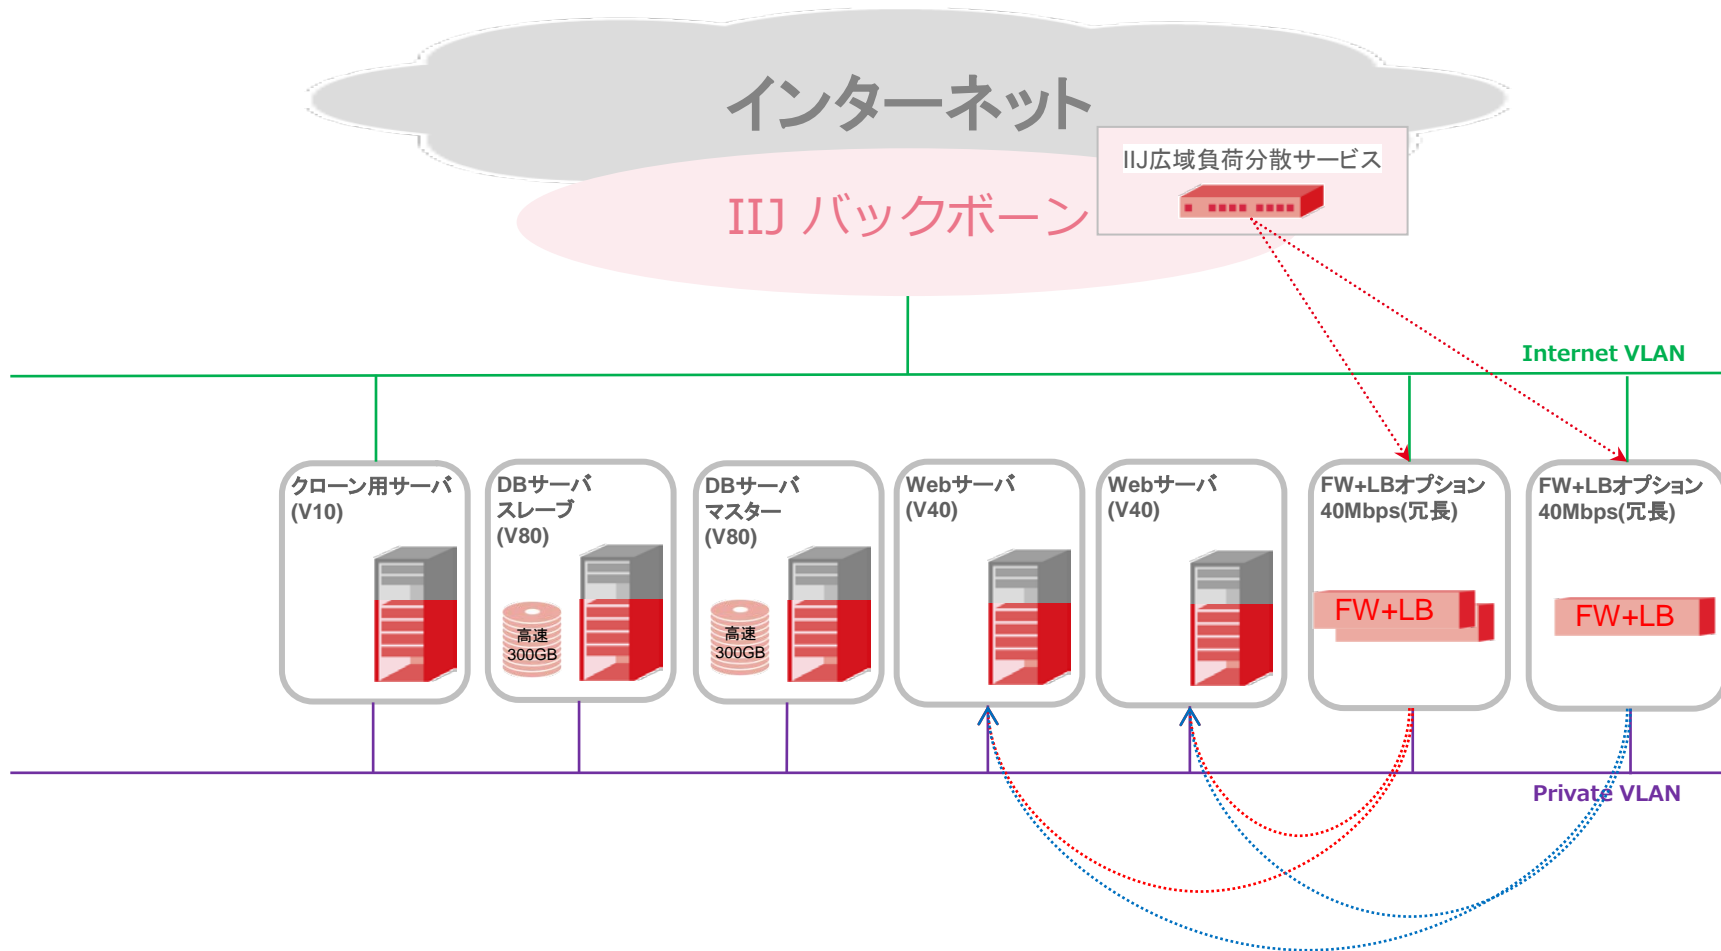 インターネット
IIJ広域負荷分散サービス
IIJ バックボーン
Internet VLAN
クローン用サーバ
(V10)
DBサーバ
スレーブ
(V80)
高速
300GB
DBサーバ
マスター
(V80)
高速
300GB
Webサーバ
(V40)
Webサーバ
(V40)
FW+LBオプション
40Mbps(冗長)
FW+LB
FW+LBオプション
40Mbps(冗長)
FW+LB
Private VLAN